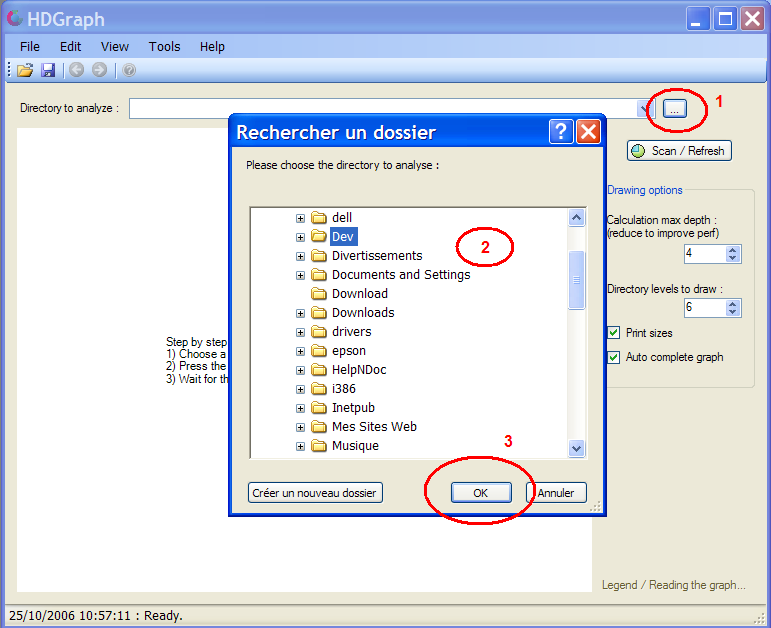 HDGraph
File Edit View Tools Help
Directory to analyze :
...
1
Rechercher un dossier
Please choose the directory to analyse :
dell
Dev
Divertissements
2
Documents and Settings
Download
Downloads
drivers
epson
HelpNDoc
i386
Inetpub
Mes Sites Web
Musique
3
Créer un nouveau dossier
OK
Annuler
Step by step
1) Choose a
2) Press the
3) Wait for th
Scan / Refresh
Drawing options
Calculation max depth :
(reduce to improve perf)
4
Directory levels to draw :
6
Print sizes
Auto complete graph
Legend / Reading the graph...
25/10/2006 10:57:11 : Ready.